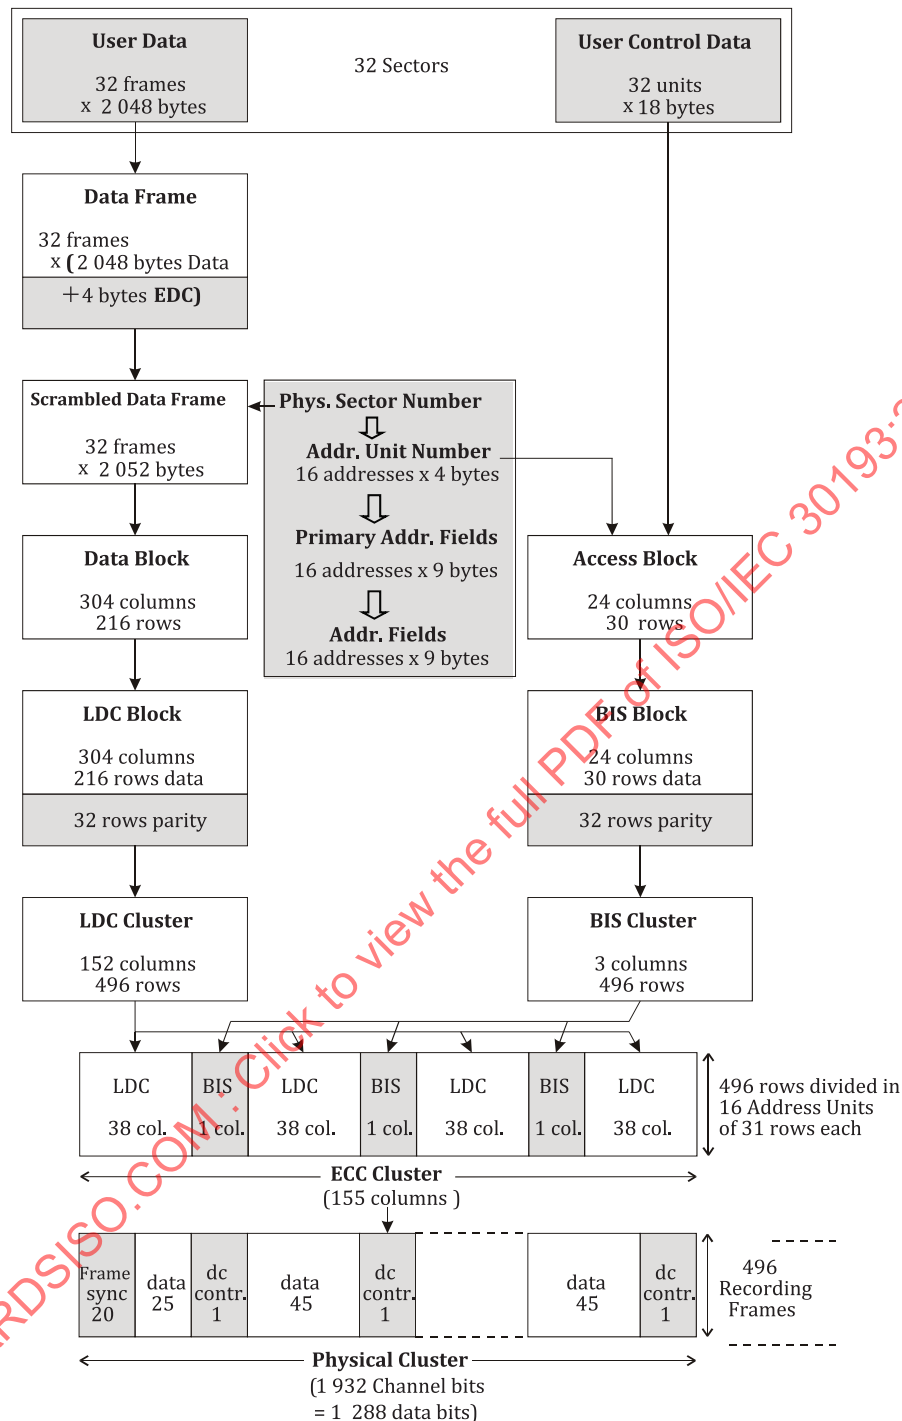 User Data
32 frames
x 2 048 bytes
32 Sectors
User Control Data
32 units
x 18 bytes
Data Frame
32 frames
x (2 048 bytes Data
+4 bytes EDC)
Scrambled Data Frame
32 frames
x 2 052 bytes
Phys. Sector Number
Addr. Unit Number
16 addresses x 4 bytes
Primary Addr. Fields
16 addresses x 9 bytes
Addr. Fields
16 addresses x 9 bytes
Data Block
304 columns
216 rows
Access Block
24 columns
30 rows
LDC Block
304 columns
216 rows data
32 rows parity
BIS Block
24 columns
30 rows data
32 rows parity
LDC Cluster
152 columns
496 rows
BIS Cluster
3 columns
496 rows
LDC BIS LDC BIS LDC BIS LDC
38 col. 1 col. 38 col. 1 col. 38 col. 1 col. 38 col.
496 rows divided in
16 Address Units
of 31 rows each
ECC Cluster
(155 columns )
Frame
sync
20
data
25
dc
contr.
1
data
45
dc
contr.
1
data
45
dc
contr.
1
496
Recording
Frames
Physical Cluster
(1 932 Channel bits
= 1 288 data bits)
RDSISO.COM : Click to view the full PDF of ISO/IEC 30193: